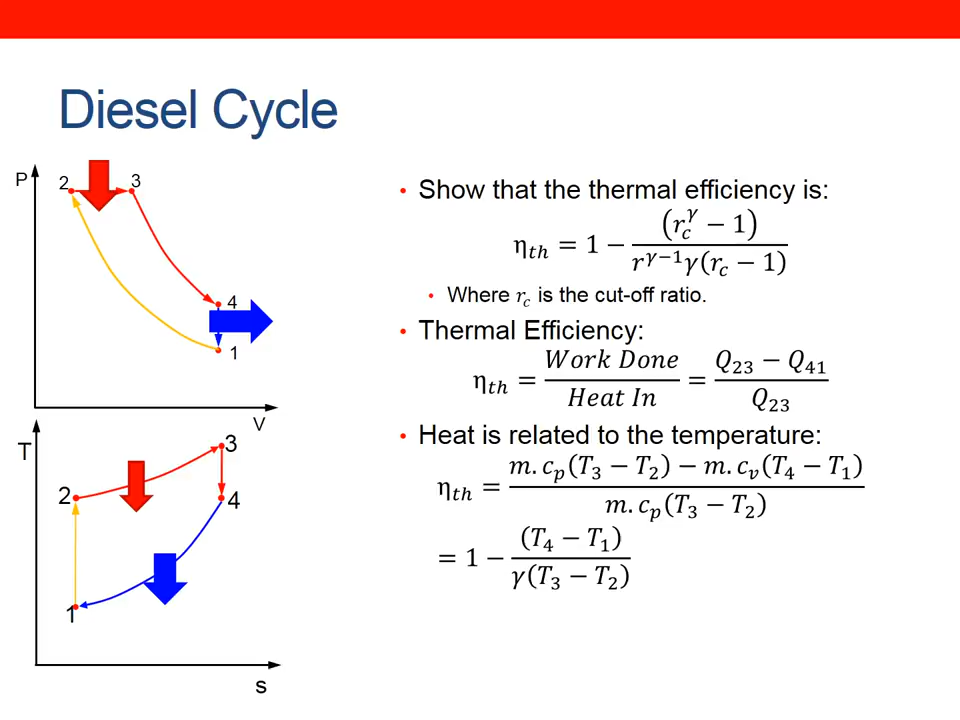 Diesel Cycle
P
2
3
4
1
V
T
2
3
4
1
s
• Show that the thermal efficiency is:
η_th = 1 − (r_c^γ − 1) / (r^(γ−1) γ(r_c − 1))
• Where r_c is the cut-off ratio.
• Thermal Efficiency:
η_th = Work Done / Heat In = (Q_23 − Q_41) / Q_23
• Heat is related to the temperature:
η_th = (m. c_p(T_3 − T_2) − m. c_v(T_4 − T_1)) / (m. c_p(T_3 − T_2))
= 1 − (T_4 − T_1) / (γ(T_3 − T_2))